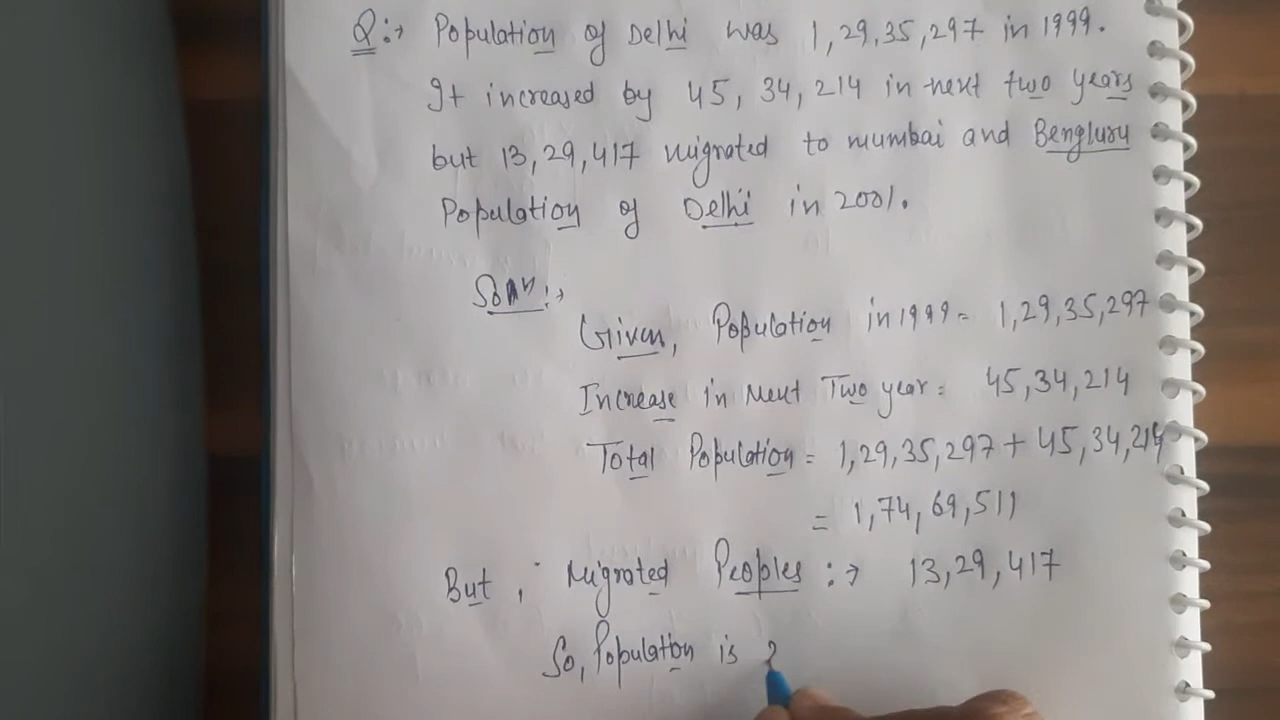 Q:→ Population of Delhi was 1,29,35,297 in 1999.
It increased by 45,34,214 in next two years
but 13,29,417 migrated to mumbai and Bengluru
Population of Delhi in 2001.
Soln:→
Given, Population in 1999 = 1,29,35,297
Increase in Next Two year = 45,34,214
Total Population = 1,29,35,297 + 45,34,214
= 1,74,69,511
But, Migrated Peoples :→ 13,29,417
So, Population is